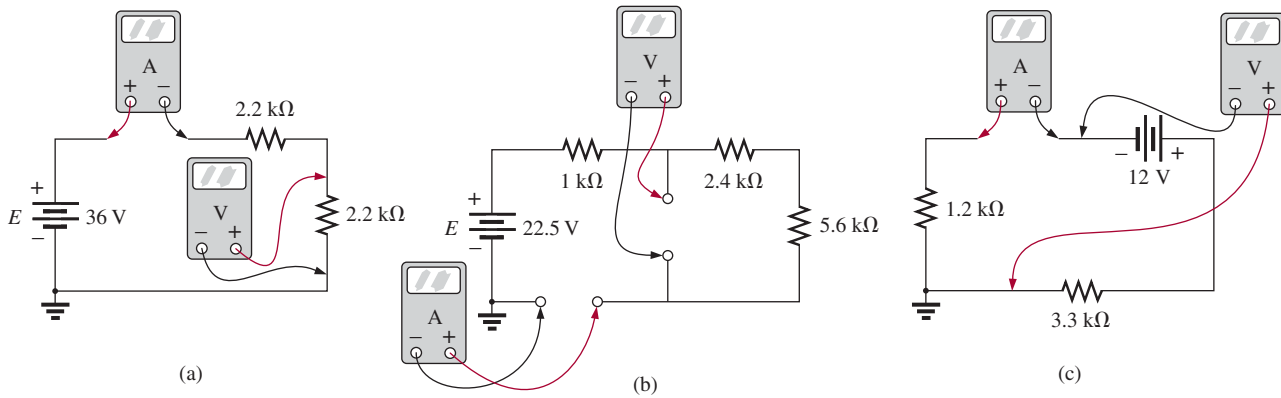 A
+ −
2.2 kΩ
+
E
36 V
−
V
− +
2.2 kΩ
(a)
V
− +
1 kΩ
2.4 kΩ
+
E
22.5 V
−
5.6 kΩ
A
− +
(b)
A
+ −
V
− +
− +
12 V
1.2 kΩ
3.3 kΩ
(c)